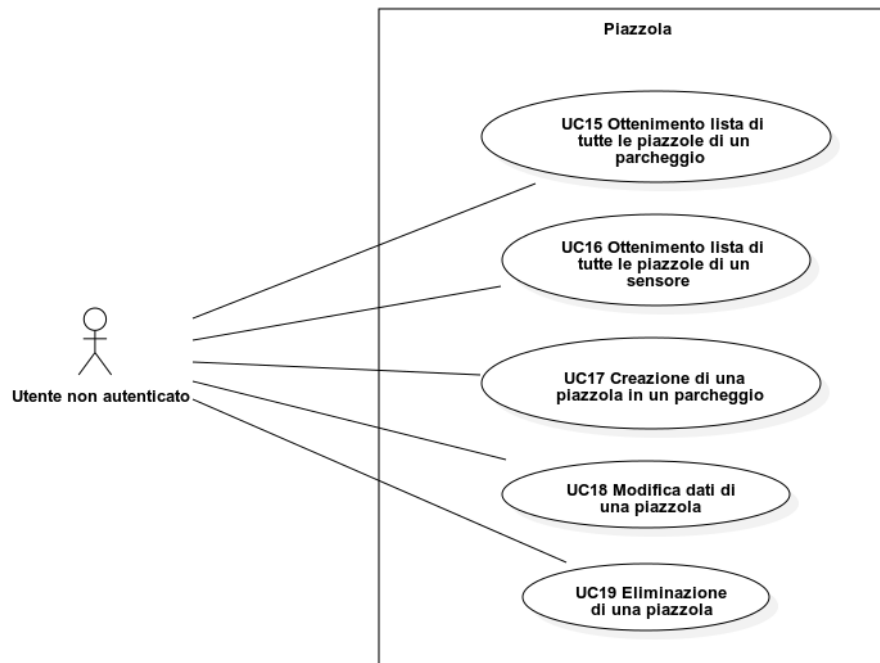 Piazzola
UC15 Ottenimento lista di
tutte le piazzole di un
parcheggio
UC16 Ottenimento lista di
tutte le piazzole di un
sensore
UC17 Creazione di una
piazzola in un parcheggio
Utente non autenticato
UC18 Modifica dati di
una piazzola
UC19 Eliminazione
di una piazzola